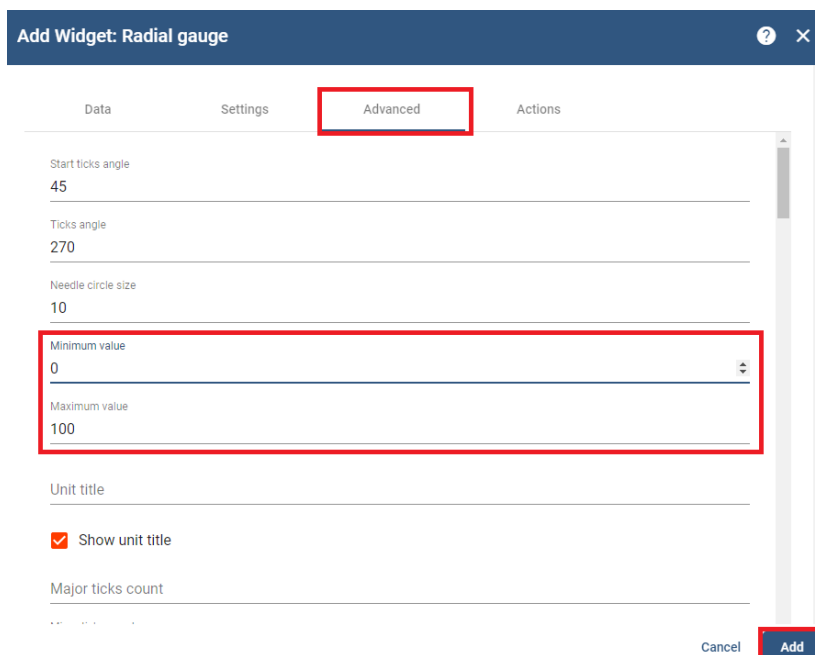 Add Widget: Radial gauge
Data Settings Advanced Actions
Start ticks angle
45
Ticks angle
270
Needle circle size
10
Minimum value
0
Maximum value
100
Unit title
Show unit title
Major ticks count
Cancel Add